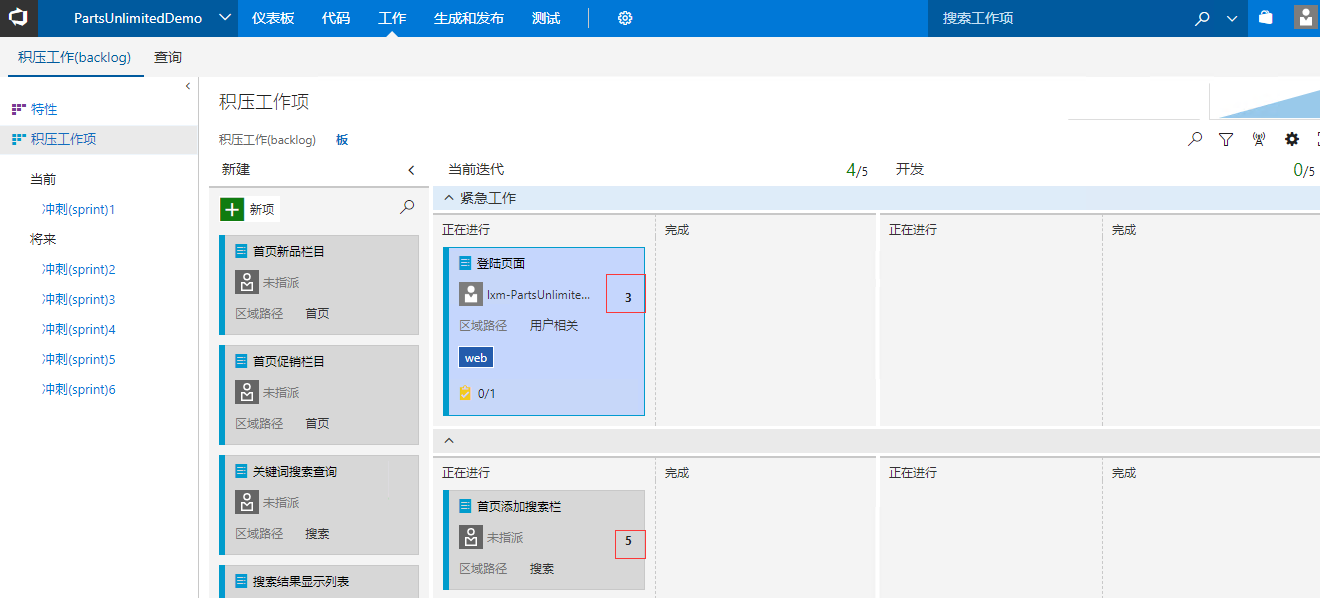 PartsUnlimitedDemo 仪表板 代码 工作 生成和发布 测试 搜索工作项
积压工作(backlog) 查询
特性
积压工作项
当前
冲刺(sprint)1
将来
冲刺(sprint)2
冲刺(sprint)3
冲刺(sprint)4
冲刺(sprint)5
冲刺(sprint)6
积压工作项
积压工作(backlog) 板
新建
新项
首页新品栏目
未指派
区域路径 首页
首页促销栏目
未指派
区域路径 首页
关键词搜索查询
未指派
区域路径 搜索
搜索结果显示列表
当前迭代 4/5 开发 0/5
紧急工作
正在进行 完成 正在进行 完成
登陆页面
lxm-PartsUnlimite... 3
区域路径 用户相关
web
0/1
正在进行 完成 正在进行 完成
首页添加搜索栏
未指派 5
区域路径 搜索